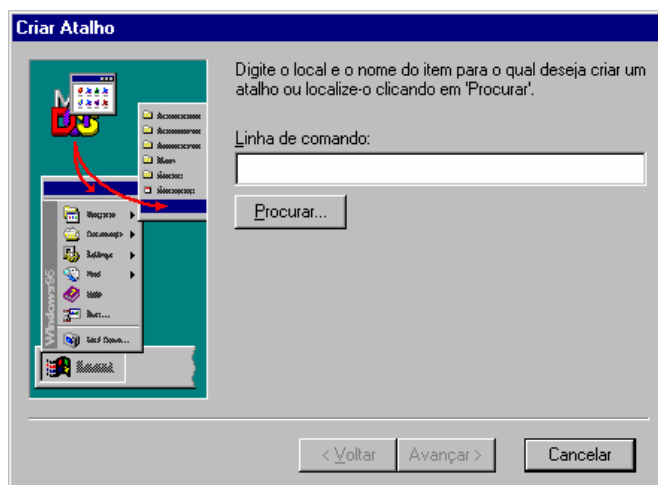 Criar Atalho
Digite o local e o nome do item para o qual deseja criar um
atalho ou localize-o clicando em 'Procurar'.
Linha de comando:
Procurar...
Windows95
< Voltar
Avançar >
Cancelar